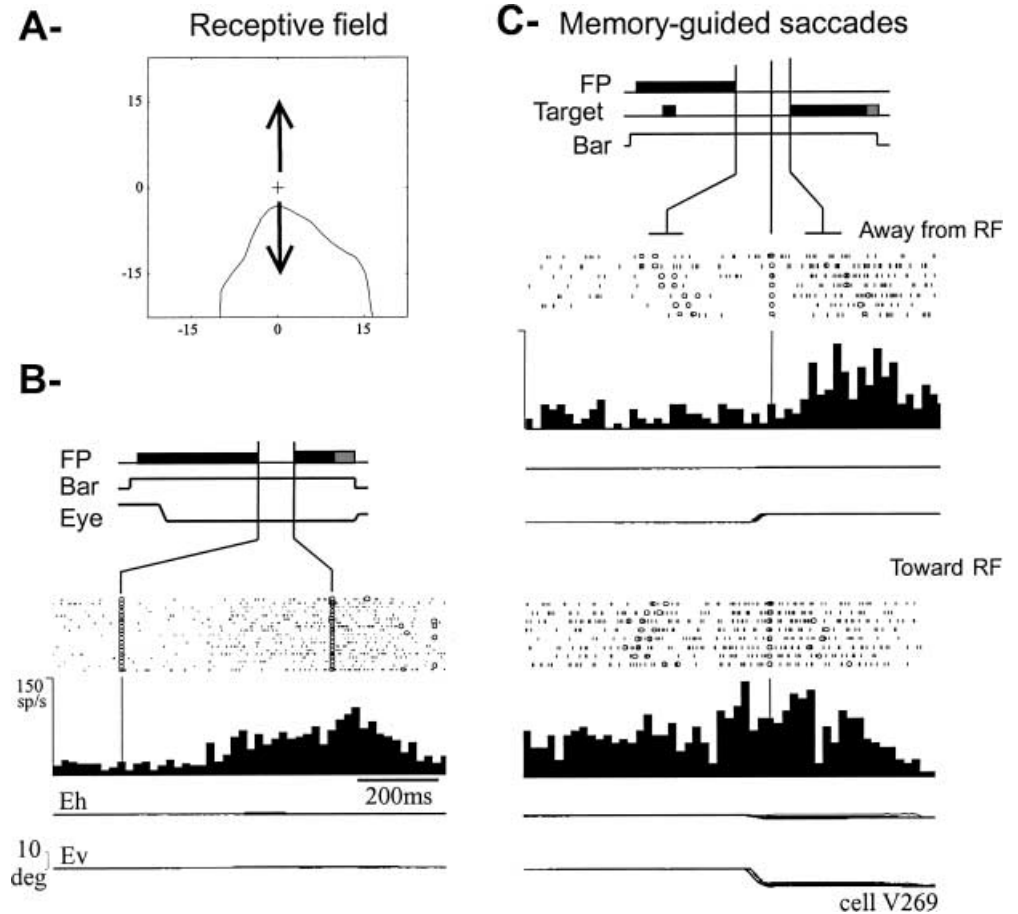 A- Receptive field
15
0
-15
-15 0 15
B-
FP
Bar
Eye
150
sp/s
200ms
Eh
10
deg
Ev
C- Memory-guided saccades
FP
Target
Bar
Away from RF
Toward RF
cell V269